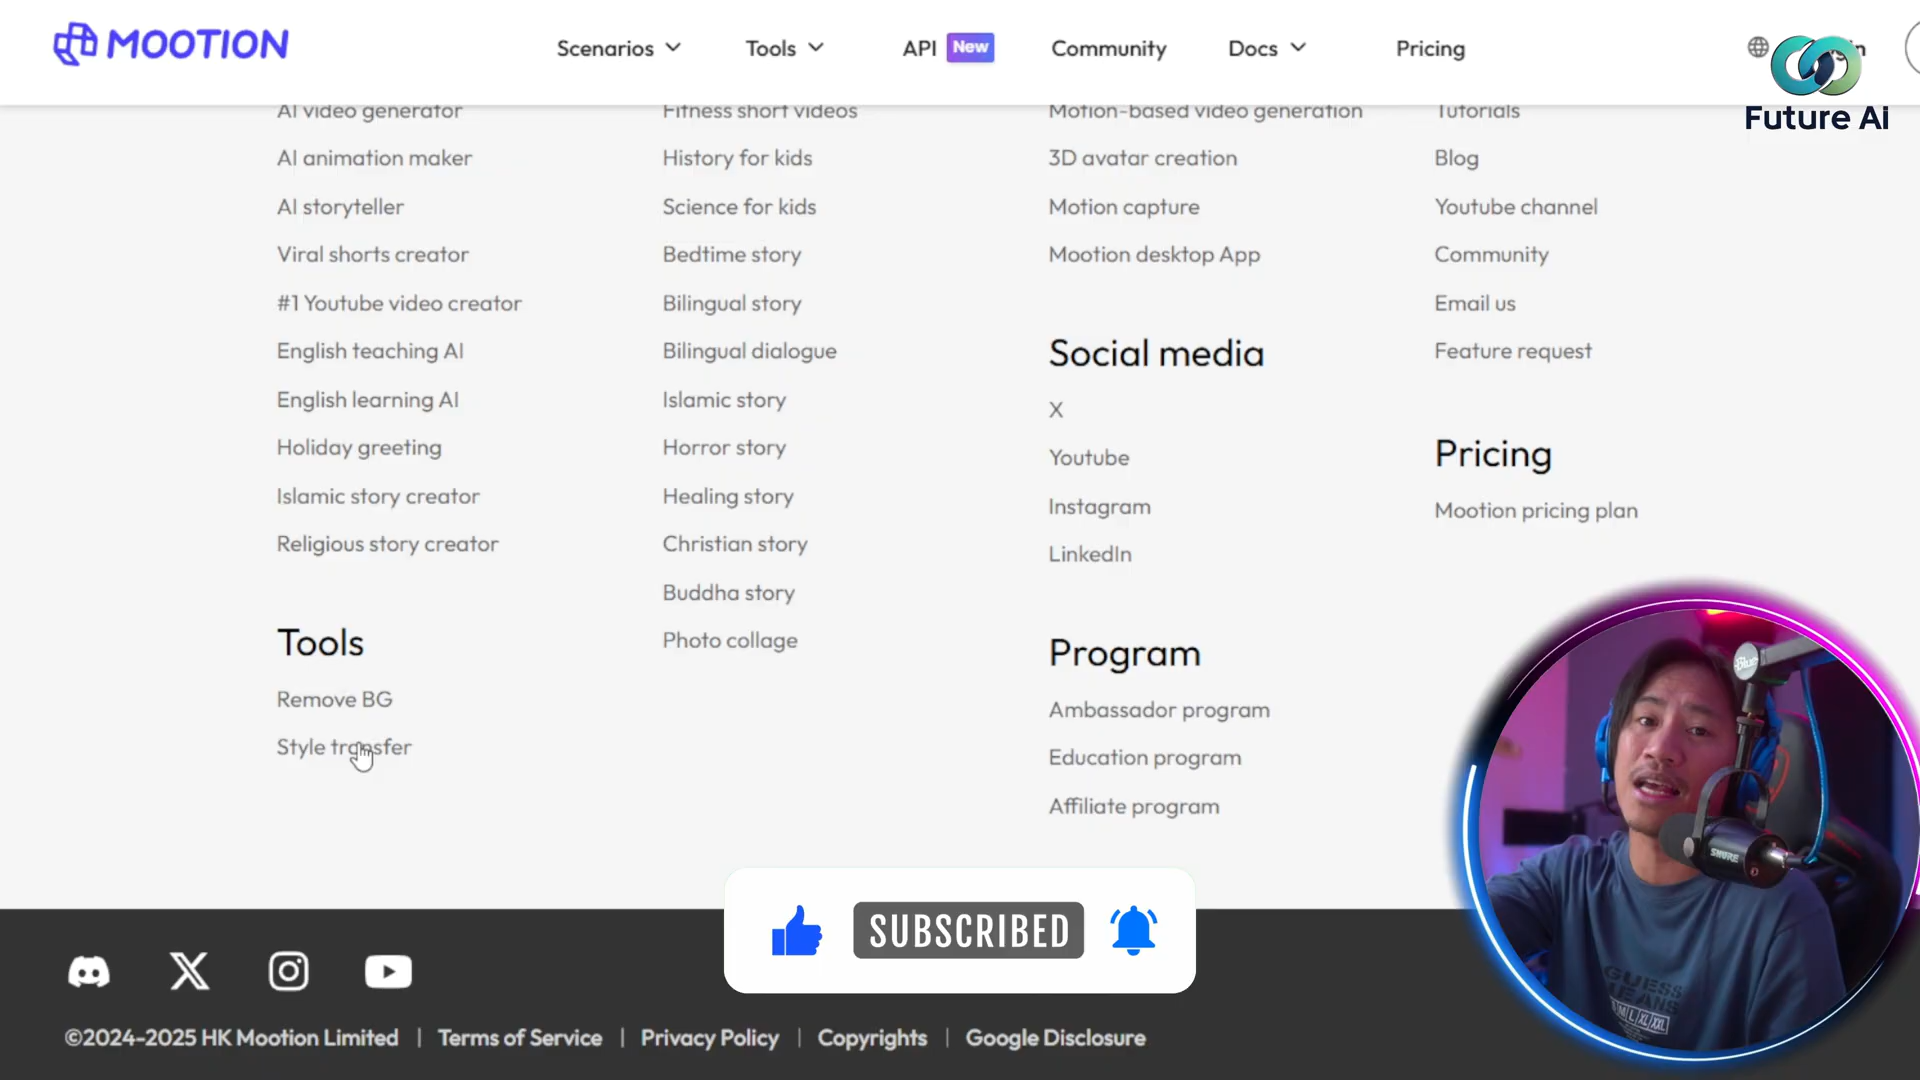 MOOTION
Scenarios
Tools
API New
Community
Docs
Pricing
Future Ai
AI video generator
AI animation maker
AI storyteller
Viral shorts creator
#1 Youtube video creator
English teaching AI
English learning AI
Holiday greeting
Islamic story creator
Religious story creator
Tools
Remove BG
Style transfer
Fitness short videos
History for kids
Science for kids
Bedtime story
Bilingual story
Bilingual dialogue
Islamic story
Horror story
Healing story
Christian story
Buddha story
Photo collage
Motion-based video generation
3D avatar creation
Motion capture
Mootion desktop App
Social media
X
Youtube
Instagram
LinkedIn
Program
Ambassador program
Education program
Affiliate program
Tutorials
Blog
Youtube channel
Community
Email us
Feature request
Pricing
Mootion pricing plan
SHURE
GUESS
JEANS
SUBSCRIBED
©2024-2025 HK Mootion Limited | Terms of Service | Privacy Policy | Copyrights | Google Disclosure